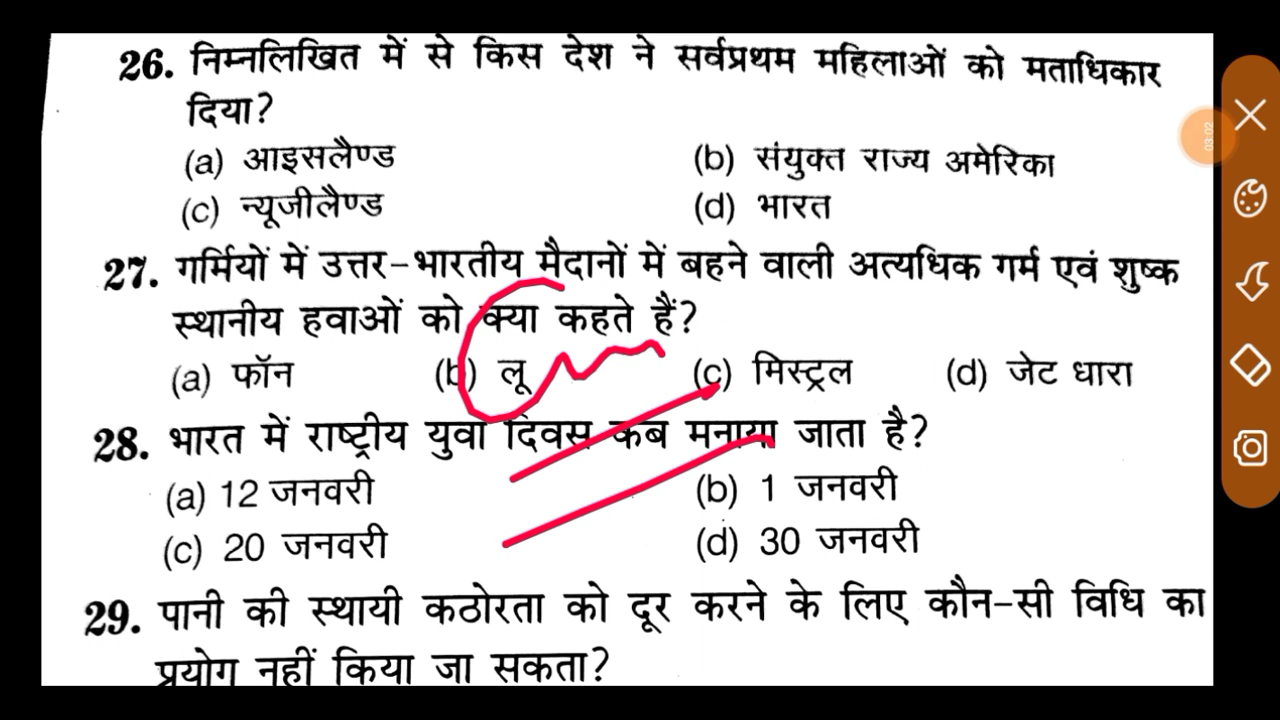 26. निम्नलिखित में से किस देश ने सर्वप्रथम महिलाओं को मताधिकार
दिया?
(a) आइसलैण्ड (b) संयुक्त राज्य अमेरिका
(c) न्यूजीलैण्ड (d) भारत
27. गर्मियों में उत्तर-भारतीय मैदानों में बहने वाली अत्यधिक गर्म एवं शुष्क
स्थानीय हवाओं को क्या कहते हैं?
(a) फॉन (b) लू (c) मिस्ट्रल (d) जेट धारा
28. भारत में राष्ट्रीय युवा दिवस कब मनाया जाता है?
(a) 12 जनवरी (b) 1 जनवरी
(c) 20 जनवरी (d) 30 जनवरी
29. पानी की स्थायी कठोरता को दूर करने के लिए कौन-सी विधि का
प्रयोग नहीं किया जा सकता?
03:02